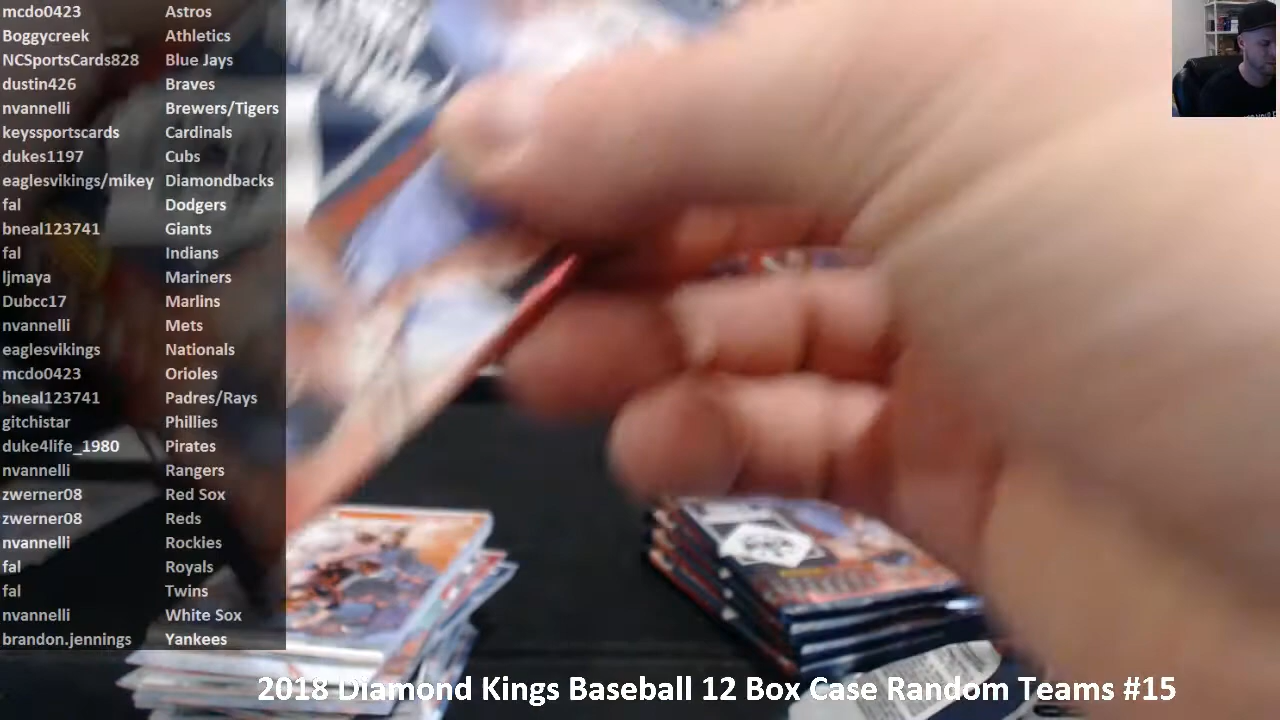 mcdo0423 Astros
Boggycreek Athletics
NCSportsCards828 Blue Jays
dustin426 Braves
nvannelli Brewers/Tigers
keyssportscards Cardinals
dukes1197 Cubs
eaglesvikings/mikey Diamondbacks
fal Dodgers
bneal123741 Giants
fal Indians
ljmaya Mariners
Dubcc17 Marlins
nvannelli Mets
eaglesvikings Nationals
mcdo0423 Orioles
bneal123741 Padres/Rays
gitchistar Phillies
duke4life_1980 Pirates
nvannelli Rangers
zwerner08 Red Sox
zwerner08 Reds
nvannelli Rockies
fal Royals
fal Twins
nvannelli White Sox
brandon.jennings Yankees
2018 Diamond Kings Baseball 12 Box Case Random Teams #15